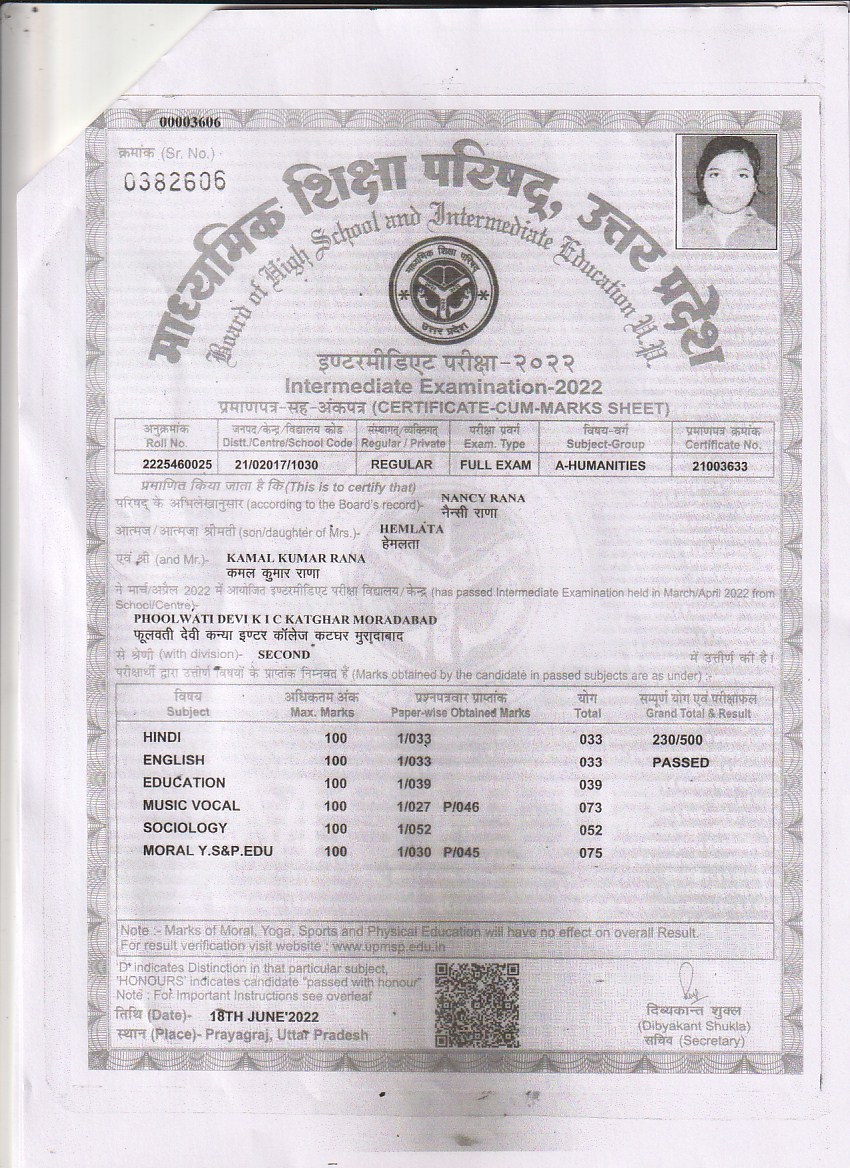 00003606
क्रमांक (Sr. No.)
0382606
माध्यमिक शिक्षा परिषद्, उत्तर प्रदेश
Board of High School and Intermediate Education U.P.
माध्यमिक शिक्षा परिषद्
उत्तर प्रदेश
इण्टरमीडिएट परीक्षा-२०२२
Intermediate Examination-2022
प्रमाणपत्र-सह-अंकपत्र (CERTIFICATE-CUM-MARKS SHEET)
अनुक्रमांक जनपद/केन्द्र/विद्यालय कोड संस्थागत/व्यक्तिगत परीक्षा प्रवर्ग विषय-वर्ग प्रमाणपत्र क्रमांक
Roll No. Distt./Centre/School Code Regular / Private Exam. Type Subject-Group Certificate No.
2225460025 21/02017/1030 REGULAR FULL EXAM A-HUMANITIES 21003633
प्रमाणित किया जाता है कि (This is to certify that)
परिषद के अभिलेखानुसार (according to the Board's record)- NANCY RANA
नैन्सी राणा
आत्मज/आत्मजा श्रीमती (son/daughter of Mrs.)- HEMLATA
हेमलता
एवं श्री (and Mr.)- KAMAL KUMAR RANA
कमल कुमार राणा
ने मार्च/अप्रैल 2022 में आयोजित इण्टरमीडिएट परीक्षा विद्यालय/केन्द्र (has passed Intermediate Examination held in March/April 2022 from
School/Centre)-
PHOOLWATI DEVI K I C KATGHAR MORADABAD
फूलवती देवी कन्या इण्टर कॉलेज कटघर मुरादाबाद
से श्रेणी (with division)- SECOND में उत्तीर्ण की है।
परीक्षार्थी द्वारा उत्तीर्ण विषयों के प्राप्तांक निम्नवत् हैं (Marks obtained by the candidate in passed subjects are as under) :-
विषय अधिकतम अंक प्रश्नपत्रवार प्राप्तांक योग सम्पूर्ण योग एवं परीक्षाफल
Subject Max. Marks Paper-wise Obtained Marks Total Grand Total & Result
HINDI 100 1/033 033 230/500
ENGLISH 100 1/033 033 PASSED
EDUCATION 100 1/039 039
MUSIC VOCAL 100 1/027 P/046 073
SOCIOLOGY 100 1/052 052
MORAL Y.S&P.EDU 100 1/030 P/045 075
Note :- Marks of Moral, Yoga, Sports and Physical Education will have no effect on overall Result.
For result verification visit website : www.upmsp.edu.in
'D' indicates Distinction in that particular subject,
'HONOURS' indicates candidate "passed with honour"
Note : For Important Instructions see overleaf
तिथि (Date)- 18TH JUNE'2022
स्थान (Place)- Prayagraj, Uttar Pradesh
दिब्यकान्त शुक्ल
(Dibyakant Shukla)
सचिव (Secretary)